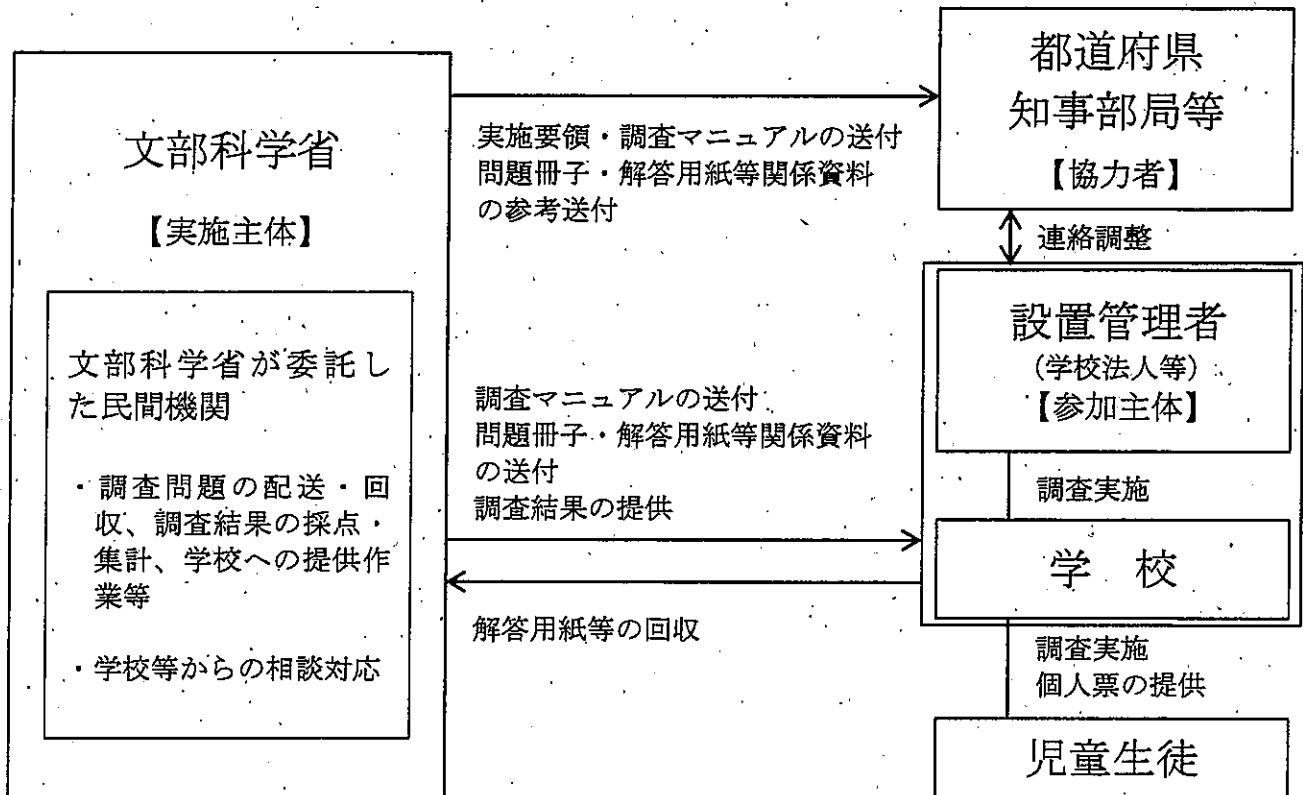 文部科学省
【実施主体】
文部科学省が委託し
た民間機関
・調査問題の配送・回
収、調査結果の採点・
集計、学校への提供作
業等
・学校等からの相談対応
実施要領・調査マニュアルの送付
問題冊子・解答用紙等関係資料
の参考送付
調査マニュアルの送付
問題冊子・解答用紙等関係資料
の送付
調査結果の提供
解答用紙等の回収
都道府県
知事部局等
【協力者】
連絡調整
設置管理者
(学校法人等)
【参加主体】
調査実施
学 校
調査実施
個人票の提供
児童生徒